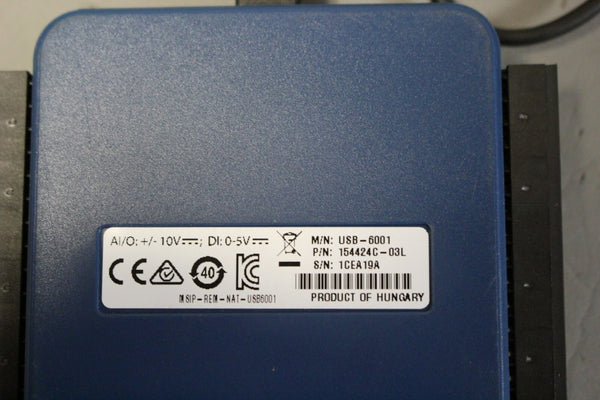 AI/O: +/- 10V⎓; DI: 0-5V⎓
M/N: USB-6001
P/N: 154424C-03L
S/N: 1CEA19A
CE 40 KC
MSIP-REM-NAT-USB6001
PRODUCT OF HUNGARY